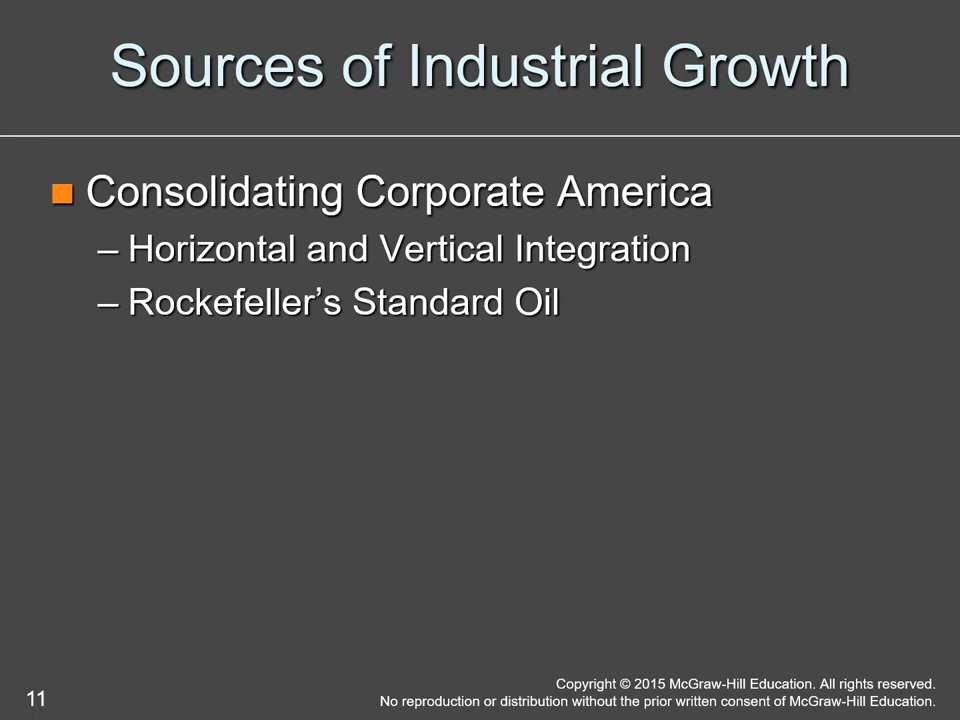 Sources of Industrial Growth
Consolidating Corporate America
– Horizontal and Vertical Integration
– Rockefeller’s Standard Oil
Copyright © 2015 McGraw-Hill Education. All rights reserved.
11
No reproduction or distribution without the prior written consent of McGraw-Hill Education.